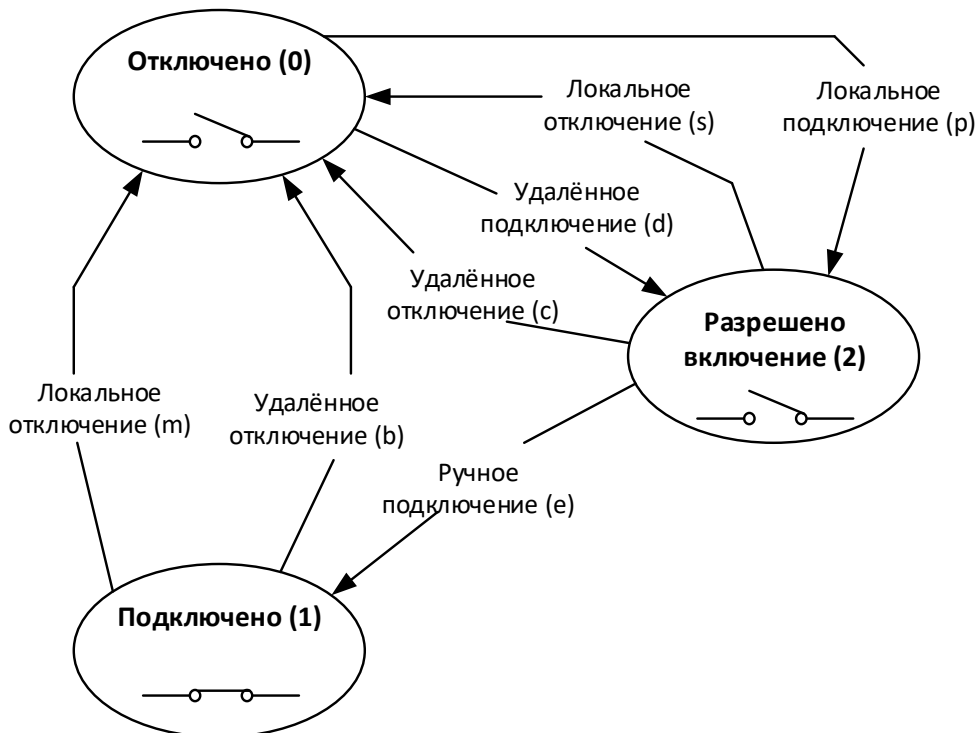 Отключено (0)
Локальное
отключение (s)
Локальное
подключение (p)
Удалённое
подключение (d)
Удалённое
отключение (c)
Разрешено
включение (2)
Локальное
отключение (m)
Удалённое
отключение (b)
Ручное
подключение (e)
Подключено (1)